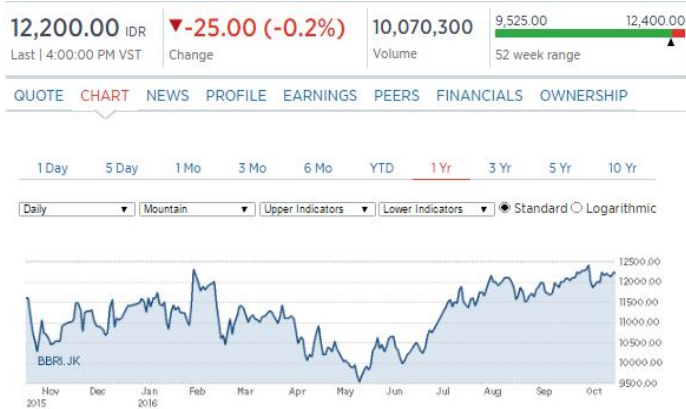 12,200.00 IDR ▼-25.00 (-0.2%) 10,070,300 9,525.00 12,400.00
Last | 4:00:00 PM VST Change Volume 52 week range
QUOTE CHART NEWS PROFILE EARNINGS PEERS FINANCIALS OWNERSHIP
1 Day 5 Day 1 Mo 3 Mo 6 Mo YTD 1 Yr 3 Yr 5 Yr 10 Yr
Daily Mountain Upper Indicators Lower Indicators Standard Logarithmic
12500.00
12000.00
11500.00
11000.00
10500.00
10000.00
9500.00
BBRI.JK
Nov Dec Jan Feb Mar Apr May Jun Jul Aug Sep Oct
2015 2016